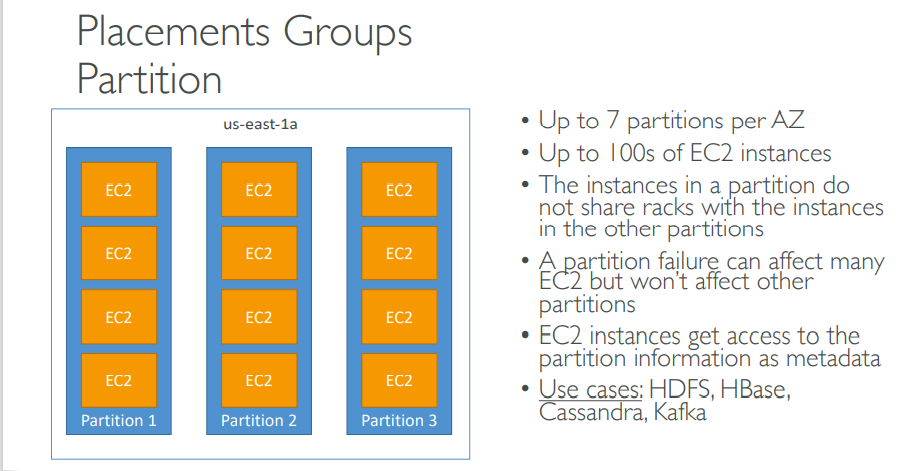 Placements Groups
Partition
us-east-1a
EC2 EC2 EC2
EC2 EC2 EC2
EC2 EC2 EC2
EC2 EC2 EC2
Partition 1 Partition 2 Partition 3
• Up to 7 partitions per AZ
• Up to 100s of EC2 instances
• The instances in a partition do
not share racks with the instances
in the other partitions
• A partition failure can affect many
EC2 but won’t affect other
partitions
• EC2 instances get access to the
partition information as metadata
• Use cases: HDFS, HBase,
Cassandra, Kafka